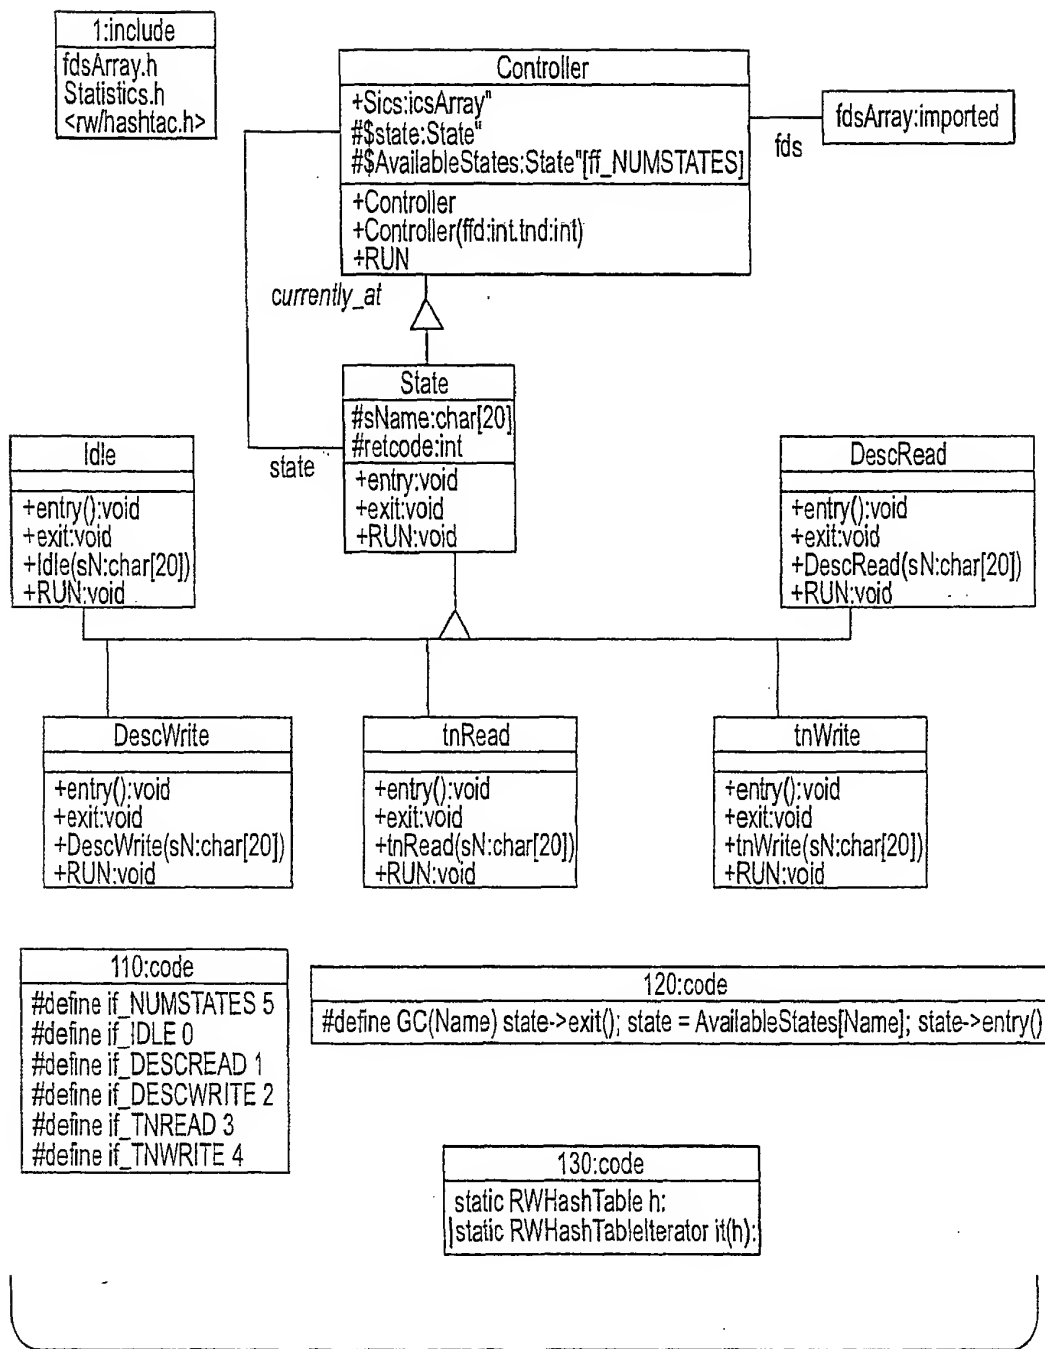 1:include
fdsArray.h
Statistics.h
<rw/hashtac.h>
Controller
+Sics:icsArray"
#$state:State"
#$AvailableStates:State"[ff_NUMSTATES]
+Controller
+Controller(ffd:int.tnd:int)
+RUN
fdsArray:imported
fds
currently_at
State
#sName:char[20]
#retcode:int
+entry:void
+exit:void
+RUN:void
state
Idle
+entry():void
+exit:void
+Idle(sN:char[20])
+RUN:void
DescRead
+entry():void
+exit:void
+DescRead(sN:char[20])
+RUN:void
DescWrite
+entry():void
+exit:void
+DescWrite(sN:char[20])
+RUN:void
tnRead
+entry():void
+exit:void
+tnRead(sN:char[20])
+RUN:void
tnWrite
+entry():void
+exit:void
+tnWrite(sN:char[20])
+RUN:void
110:code
#define if_NUMSTATES 5
#define if_IDLE 0
#define if_DESCREAD 1
#define if_DESCWRITE 2
#define if_TNREAD 3
#define if_TNWRITE 4
120:code
#define GC(Name) state->exit(); state = AvailableStates[Name]; state->entry()
130:code
static RWHashTable h:
static RWHashTableIterator it(h):